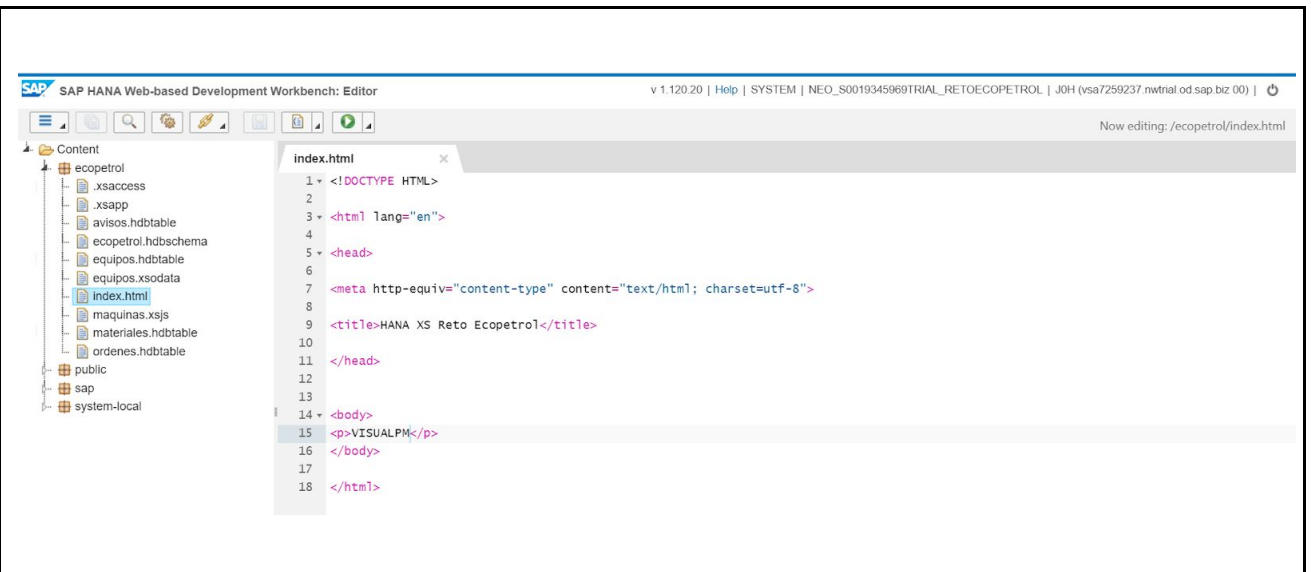 SAP SAP HANA Web-based Development Workbench: Editor
v 1.120.20 | Help | SYSTEM | NEO_S0019345969TRIAL_RETOECOPETROL | J0H (vsa7259237.nwtrial.od.sap.biz 00) |
Now editing: /ecopetrol/index.html
Content
ecopetrol
.xsaccess
.xsapp
avisos.hdbtable
ecopetrol.hdbschema
equipos.hdbtable
equipos.xsodata
index.html
maquinas.xsjs
materiales.hdbtable
ordenes.hdbtable
public
sap
system-local
index.html
1 <!DOCTYPE HTML>
2
3 <html lang="en">
4
5 <head>
6
7 <meta http-equiv="content-type" content="text/html; charset=utf-8">
8
9 <title>HANA XS Reto Ecopetrol</title>
10
11 </head>
12
13
14 <body>
15 <p>VISUALPM</p>
16 </body>
17
18 </html>